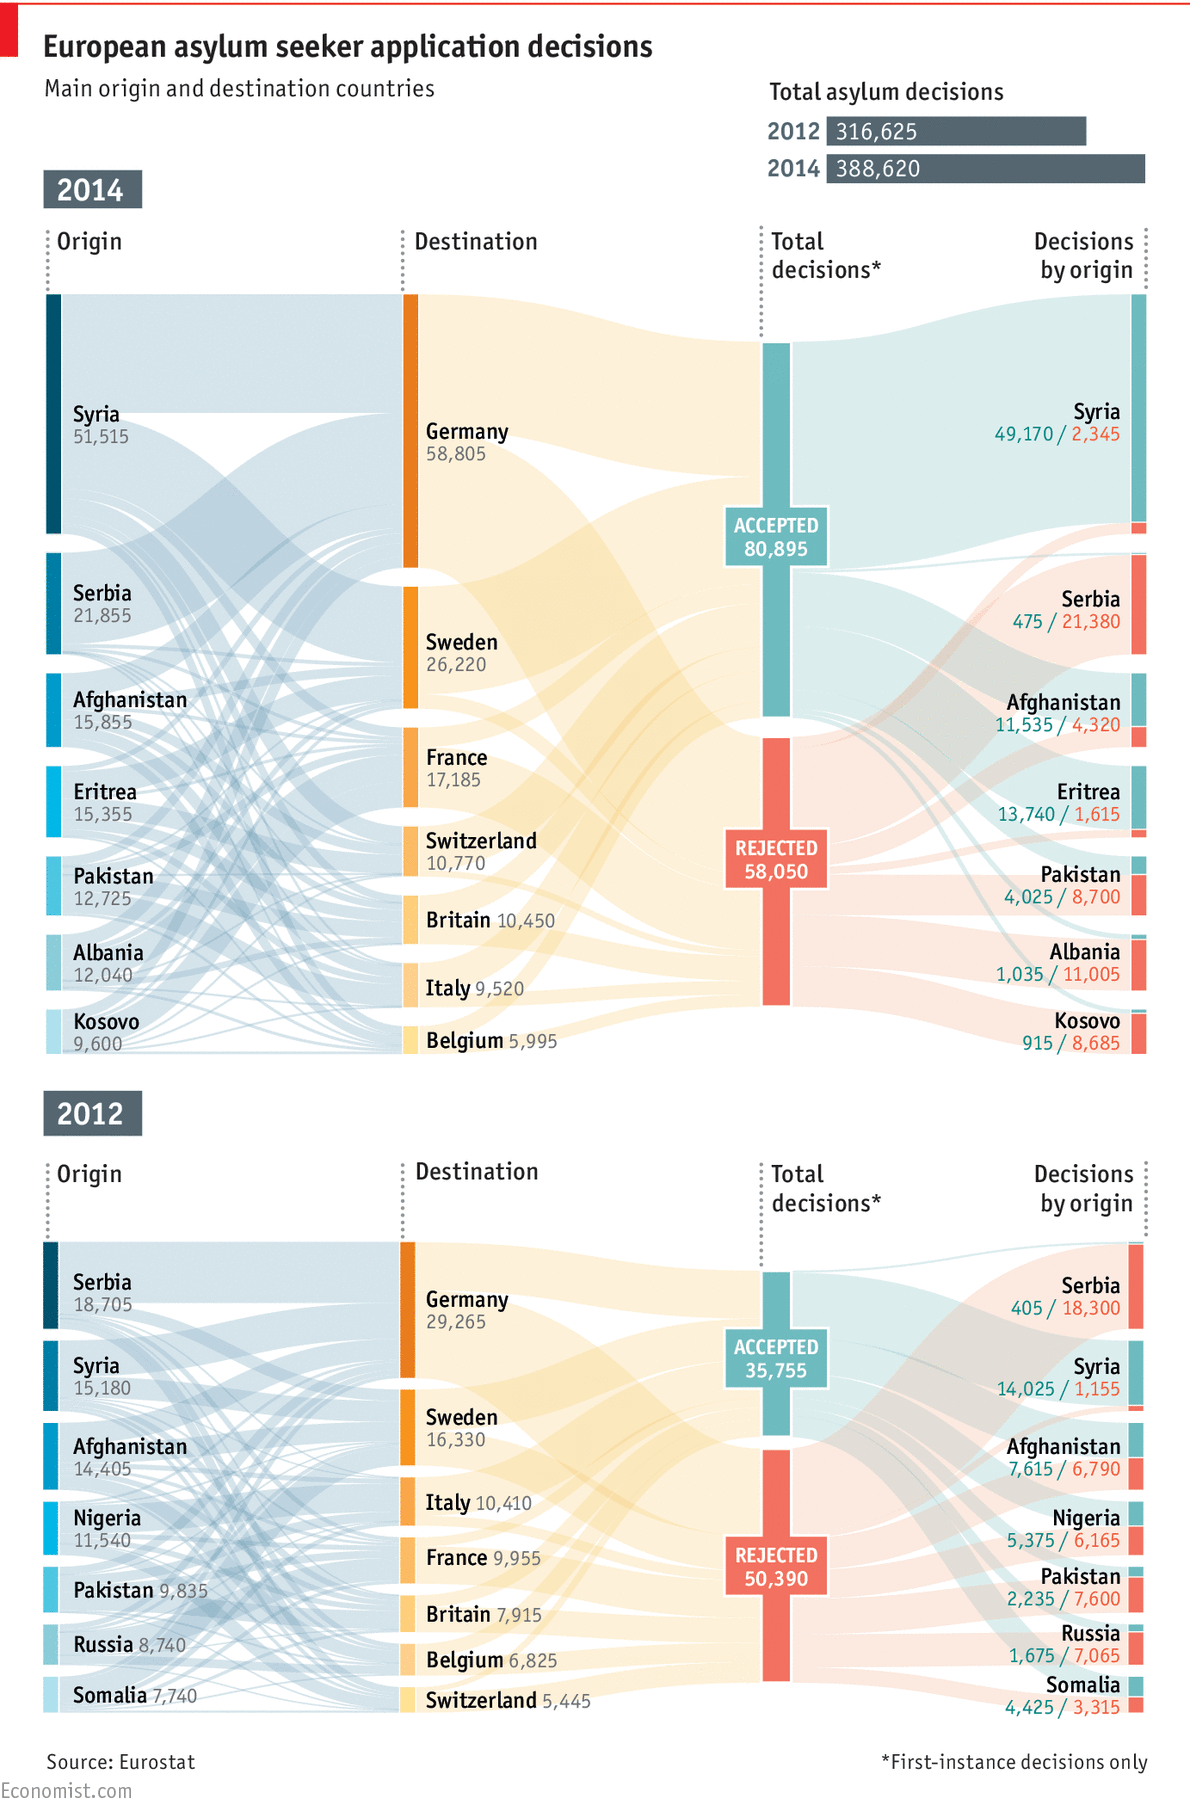 European asylum seeker application decisions
Main origin and destination countries
Total asylum decisions
2012 316,625
2014 388,620
2014
Origin
Destination
Total
decisions*
Decisions
by origin
Syria
51,515
Serbia
21,855
Afghanistan
15,855
Eritrea
15,355
Pakistan
12,725
Albania
12,040
Kosovo
9,600
Germany
58,805
Sweden
26,220
France
17,185
Switzerland
10,770
Britain 10,450
Italy 9,520
Belgium 5,995
ACCEPTED
80,895
REJECTED
58,050
Syria
49,170 / 2,345
Serbia
475 / 21,380
Afghanistan
11,535 / 4,320
Eritrea
13,740 / 1,615
Pakistan
4,025 / 8,700
Albania
1,035 / 11,005
Kosovo
915 / 8,685
2012
Origin
Destination
Total
decisions*
Decisions
by origin
Serbia
18,705
Syria
15,180
Afghanistan
14,405
Nigeria
11,540
Pakistan 9,835
Russia 8,740
Somalia 7,740
Germany
29,265
Sweden
16,330
Italy 10,410
France 9,955
Britain 7,915
Belgium 6,825
Switzerland 5,445
ACCEPTED
35,755
REJECTED
50,390
Serbia
405 / 18,300
Syria
14,025 / 1,155
Afghanistan
7,615 / 6,790
Nigeria
5,375 / 6,165
Pakistan
2,235 / 7,600
Russia
1,675 / 7,065
Somalia
4,425 / 3,315
Source: Eurostat
*First-instance decisions only
Economist.com